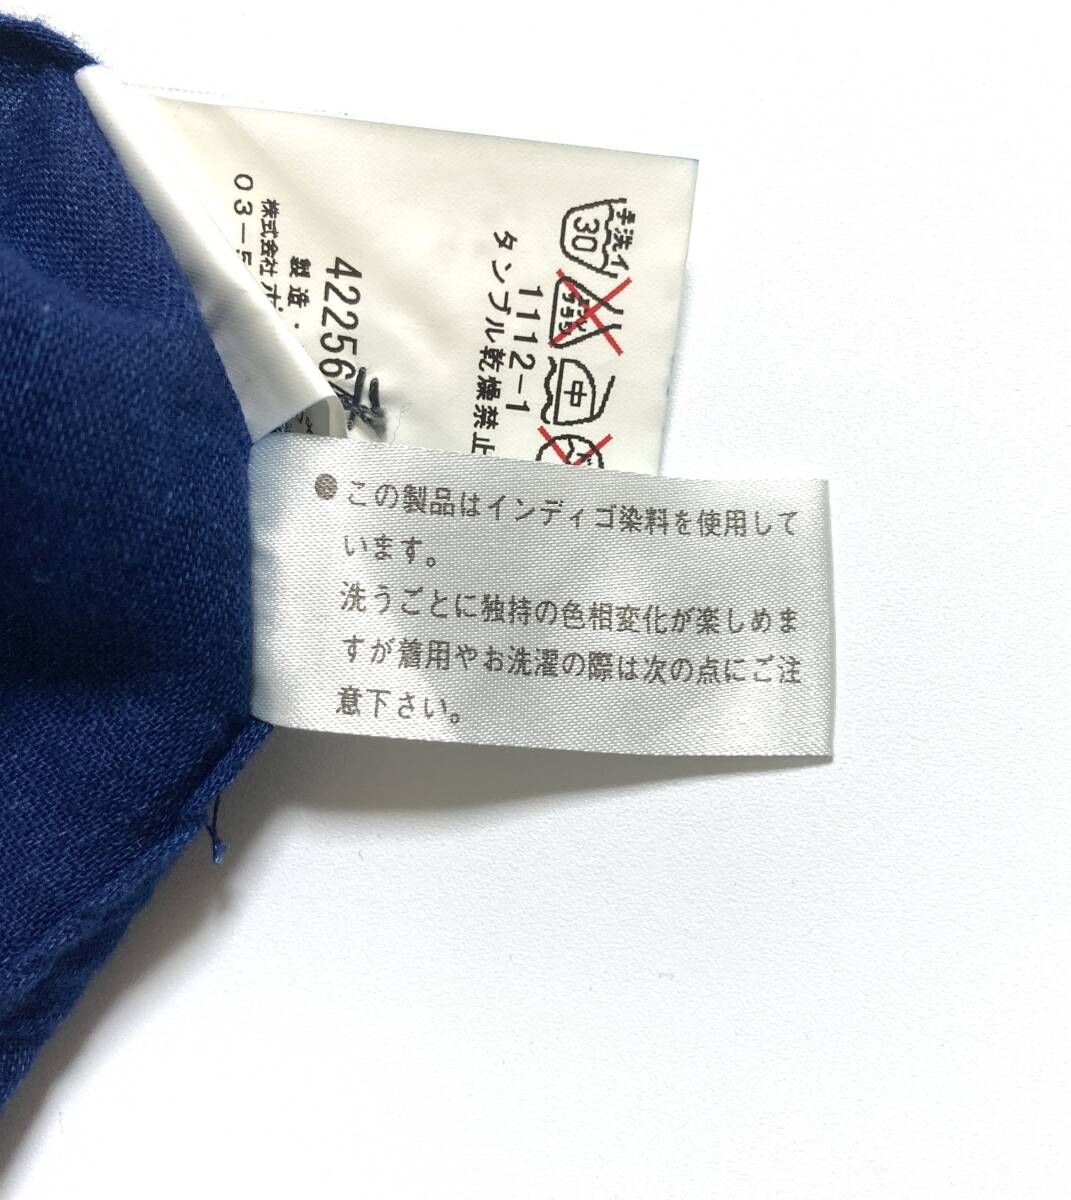 手洗イ
30
中
1112-1
タンブル乾燥禁止
42256
製造・
株式会社
03-5
●この製品はインディゴ染料を使用して
います。
洗うごとに独持の色相変化が楽しめま
すが着用やお洗濯の際は次の点にご注
意下さい。